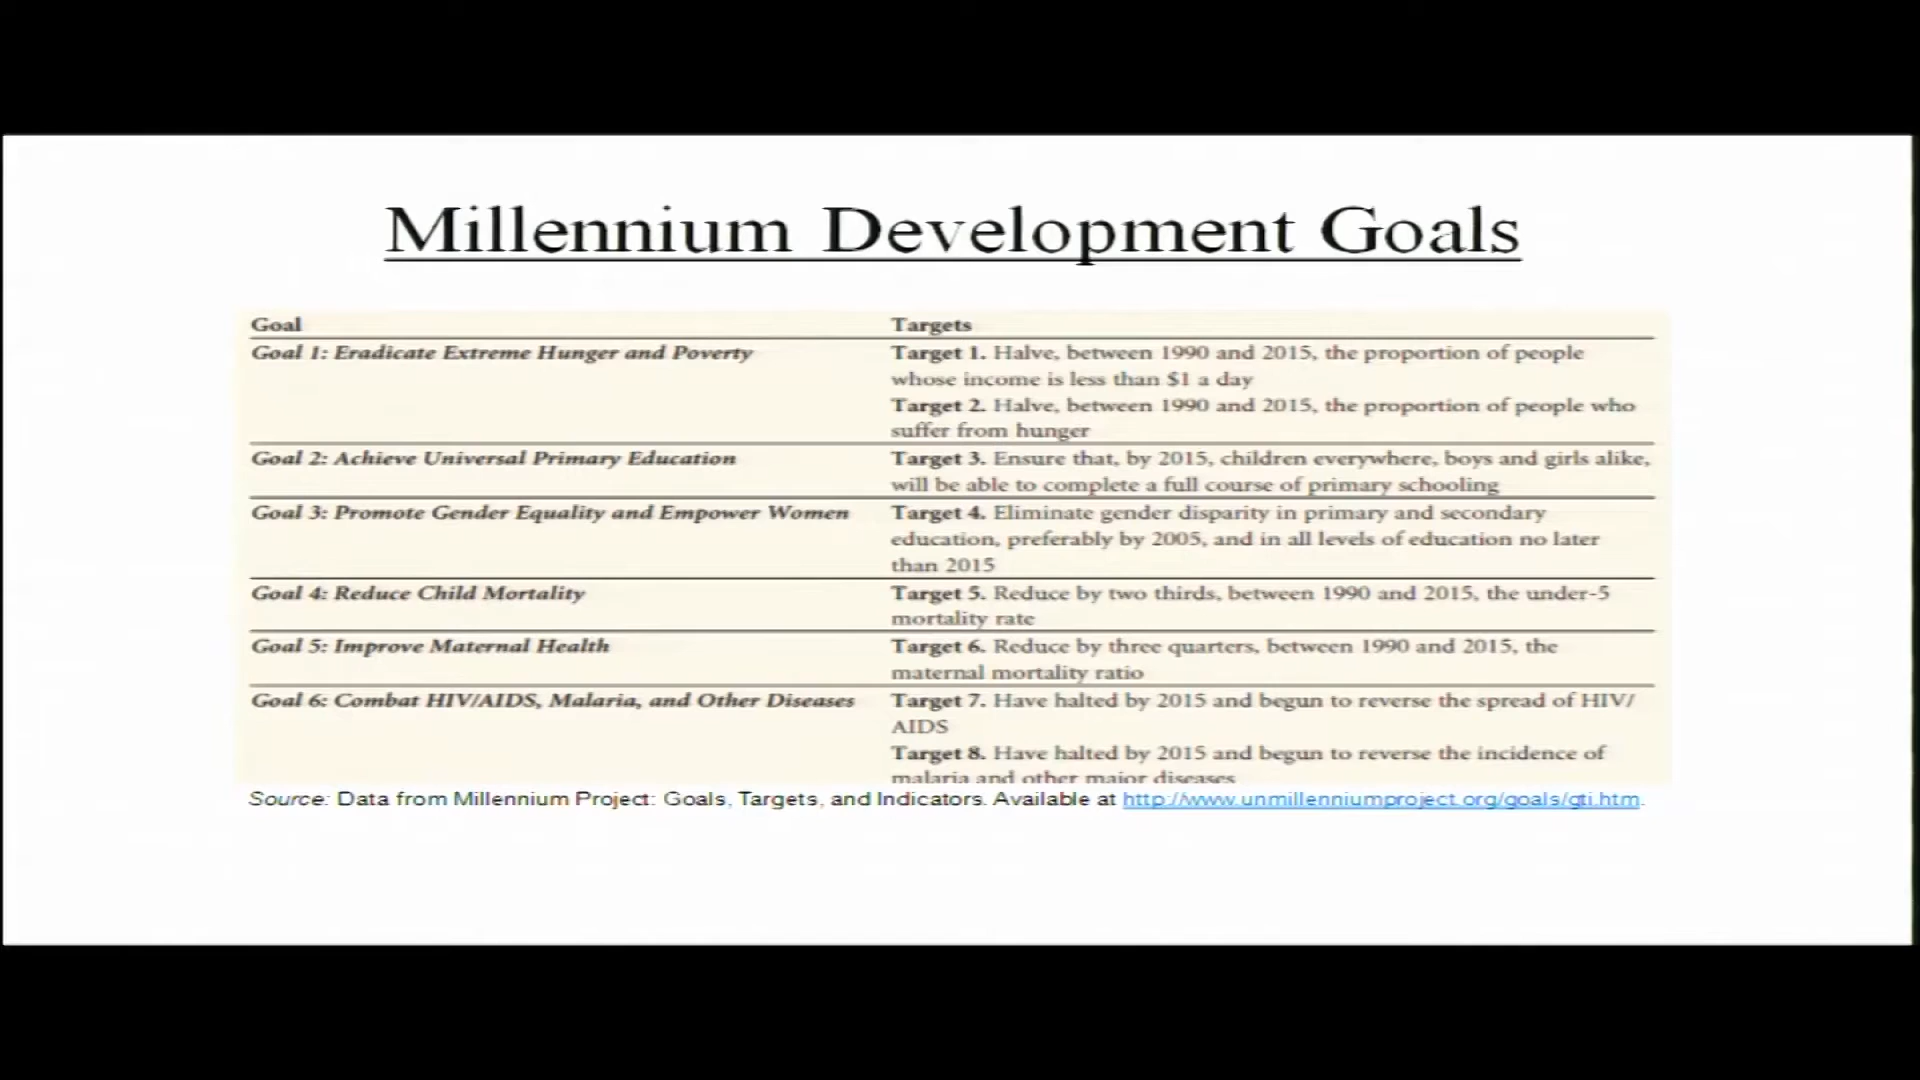 Millennium Development Goals
Goal Targets
Goal 1: Eradicate Extreme Hunger and Poverty Target 1. Halve, between 1990 and 2015, the proportion of people
whose income is less than $1 a day
Target 2. Halve, between 1990 and 2015, the proportion of people who
suffer from hunger
Goal 2: Achieve Universal Primary Education Target 3. Ensure that, by 2015, children everywhere, boys and girls alike,
will be able to complete a full course of primary schooling
Goal 3: Promote Gender Equality and Empower Women Target 4. Eliminate gender disparity in primary and secondary
education, preferably by 2005, and in all levels of education no later
than 2015
Goal 4: Reduce Child Mortality Target 5. Reduce by two thirds, between 1990 and 2015, the under-5
mortality rate
Goal 5: Improve Maternal Health Target 6. Reduce by three quarters, between 1990 and 2015, the
maternal mortality ratio
Goal 6: Combat HIV/AIDS, Malaria, and Other Diseases Target 7. Have halted by 2015 and begun to reverse the spread of HIV/
AIDS
Target 8. Have halted by 2015 and begun to reverse the incidence of
malaria and other major diseases
Source: Data from Millennium Project: Goals, Targets, and Indicators. Available at http://www.unmillenniumproject.org/goals/gti.htm.